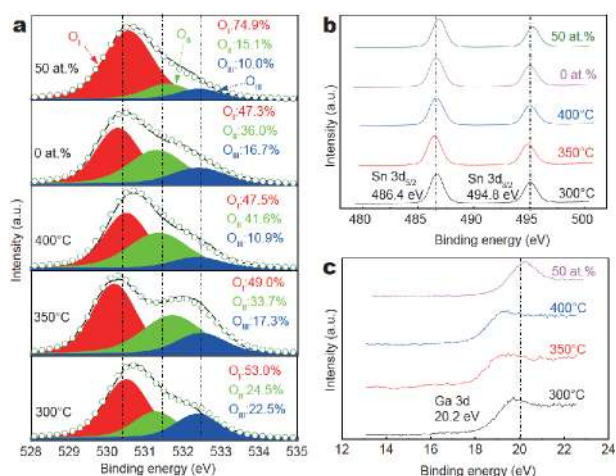 a
O_I
O_II
O_I:74.9%
O_II:15.1%
O_III:10.0%
O_III
50 at.%
O_I:47.3%
O_II:36.0%
O_III:16.7%
0 at.%
O_I:47.5%
O_II:41.6%
O_III:10.9%
400°C
O_I:49.0%
O_II:33.7%
O_III:17.3%
350°C
O_I:53.0%
O_II:24.5%
O_III:22.5%
300°C
Intensity (a.u.)
528 529 530 531 532 533 534 535
Binding energy (eV)
b
50 at.%
0 at.%
400°C
350°C
300°C
Sn 3d5/2
486.4 eV
Sn 3d3/2
494.8 eV
Intensity (a.u.)
480 485 490 495 500
Binding energy (eV)
c
50 at.%
400°C
350°C
300°C
Ga 3d
20.2 eV
Intensity (a.u.)
12 14 16 18 20 22 24
Binding energy (eV)